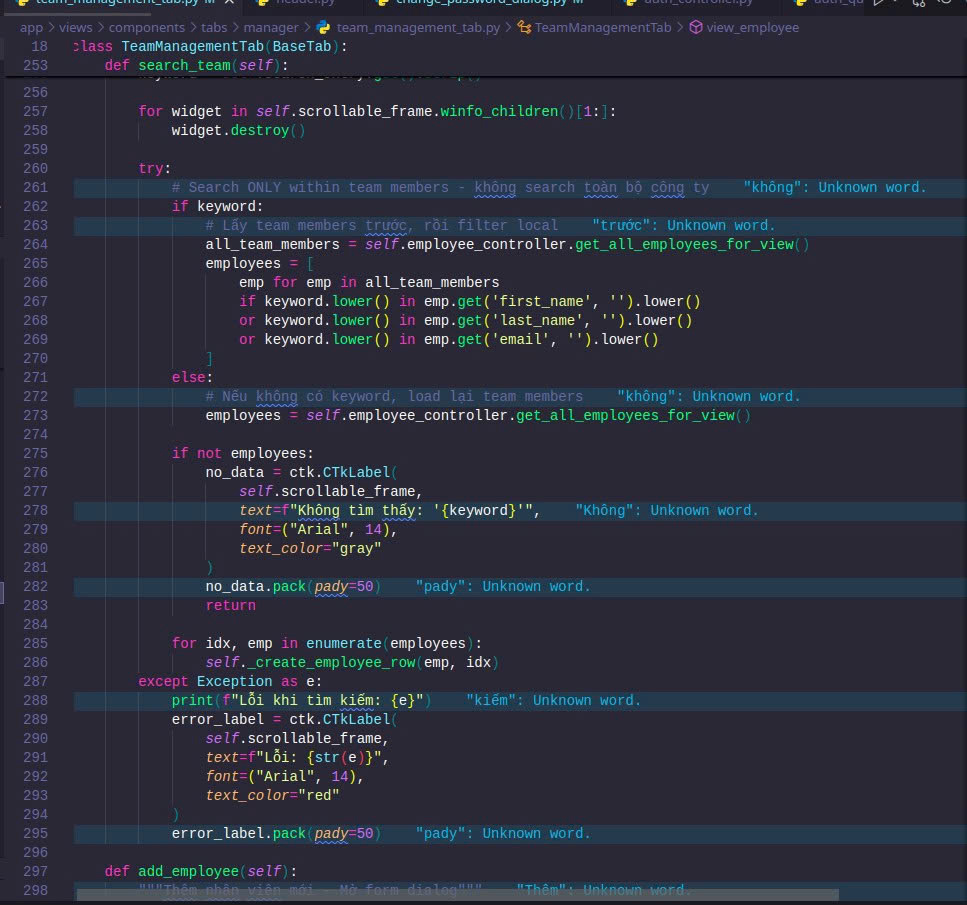 team_management_tab.py M
header.py
change_password_dialog.py M
auth_controller.py
app > views > components > tabs > manager > team_management_tab.py > TeamManagementTab > view_employee
18 class TeamManagementTab(BaseTab):
253 def search_team(self):
256
257 for widget in self.scrollable_frame.winfo_children()[1:]:
258 widget.destroy()
259
260 try:
261 # Search ONLY within team members - không search toàn bộ công ty "không": Unknown word.
262 if keyword:
263 # Lấy team members trước, rồi filter local "trước": Unknown word.
264 all_team_members = self.employee_controller.get_all_employees_for_view()
265 employees = [
266 emp for emp in all_team_members
267 if keyword.lower() in emp.get('first_name', '').lower()
268 or keyword.lower() in emp.get('last_name', '').lower()
269 or keyword.lower() in emp.get('email', '').lower()
270 ]
271 else:
272 # Nếu không có keyword, load lại team members "không": Unknown word.
273 employees = self.employee_controller.get_all_employees_for_view()
274
275 if not employees:
276 no_data = ctk.CTkLabel(
277 self.scrollable_frame,
278 text=f"Không tìm thấy: '{keyword}'", "Không": Unknown word.
279 font=("Arial", 14),
280 text_color="gray"
281 )
282 no_data.pack(pady=50) "pady": Unknown word.
283 return
284
285 for idx, emp in enumerate(employees):
286 self._create_employee_row(emp, idx)
287 except Exception as e:
288 print(f"Lỗi khi tìm kiếm: {e}") "kiếm": Unknown word.
289 error_label = ctk.CTkLabel(
290 self.scrollable_frame,
291 text=f"Lỗi: {str(e)}",
292 font=("Arial", 14),
293 text_color="red"
294 )
295 error_label.pack(pady=50) "pady": Unknown word.
296
297 def add_employee(self):
298 """Thêm nhân viên mới - Mở form dialog""" "Thêm": Unknown word.